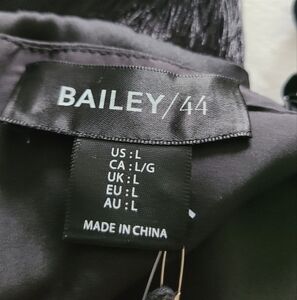 BAILEY/44
US : L
CA : L/G
UK : L
EU : L
AU : L
MADE IN CHINA